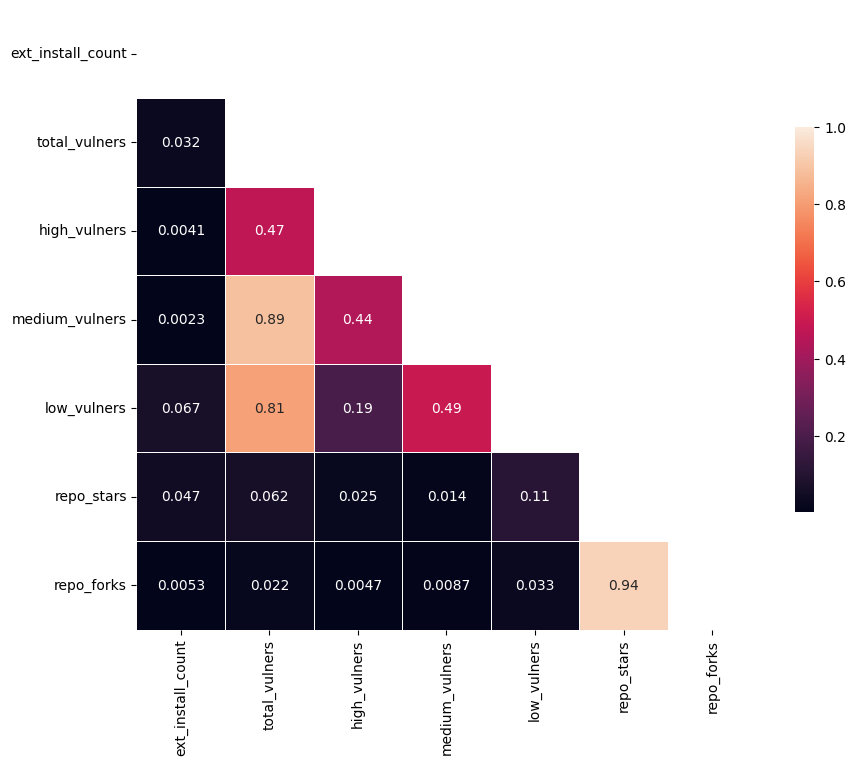 ext_install_count
total_vulners 0.032
high_vulners 0.0041 0.47
medium_vulners 0.0023 0.89 0.44
low_vulners 0.067 0.81 0.19 0.49
repo_stars 0.047 0.062 0.025 0.014 0.11
repo_forks 0.0053 0.022 0.0047 0.0087 0.033 0.94
ext_install_count
total_vulners
high_vulners
medium_vulners
low_vulners
repo_stars
repo_forks
1.0
0.8
0.6
0.4
0.2